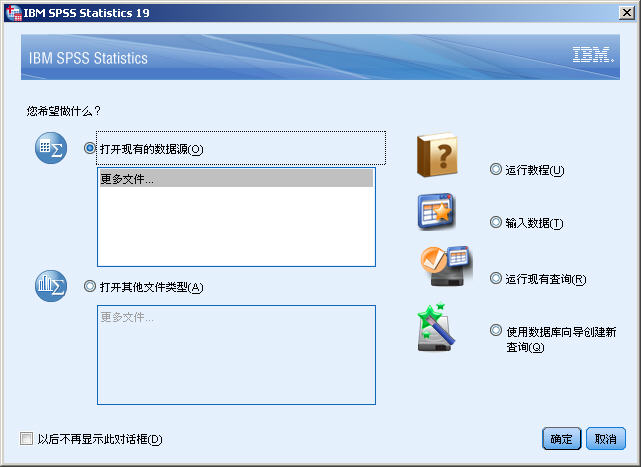 IBM SPSS Statistics 19
IBM SPSS Statistics
IBM.
您希望做什么？
打开现有的数据源(O)
更多文件...
打开其他文件类型(A)
更多文件...
?
运行教程(U)
输入数据(T)
运行现有查询(R)
使用数据库向导创建新
查询(Q)
以后不再显示此对话框(D)
确定
取消